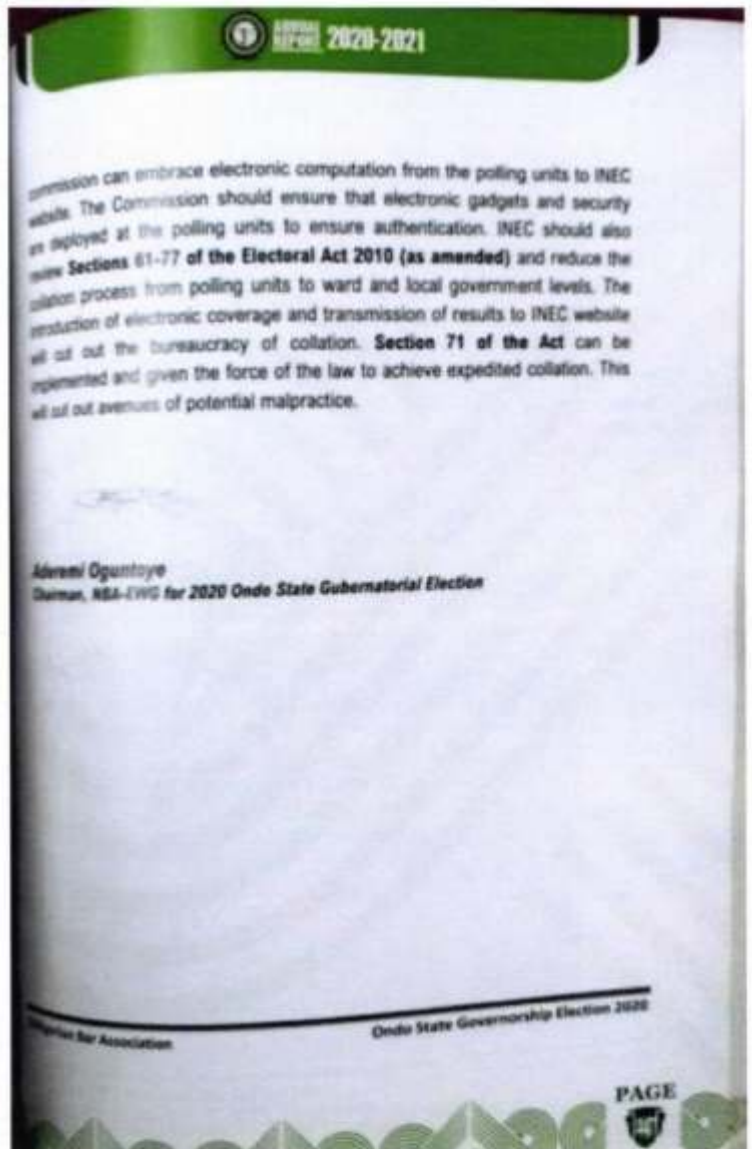 ANNUAL
REPORT 2020-2021
commission can embrace electronic computation from the polling units to INEC
website. The Commission should ensure that electronic gadgets and security
are deployed at the polling units to ensure authentication. INEC should also
review Sections 61-77 of the Electoral Act 2010 (as amended) and reduce the
collation process from polling units to ward and local government levels. The
introduction of electronic coverage and transmission of results to INEC website
will cut out the bureaucracy of collation. Section 71 of the Act can be
implemented and given the force of the law to achieve expedited collation. This
will cut out avenues of potential malpractice.
Aderemi Oguntoye
Chairman, NBA-EWG for 2020 Ondo State Gubernatorial Election
Nigerian Bar Association
Ondo State Governorship Election 2020
PAGE